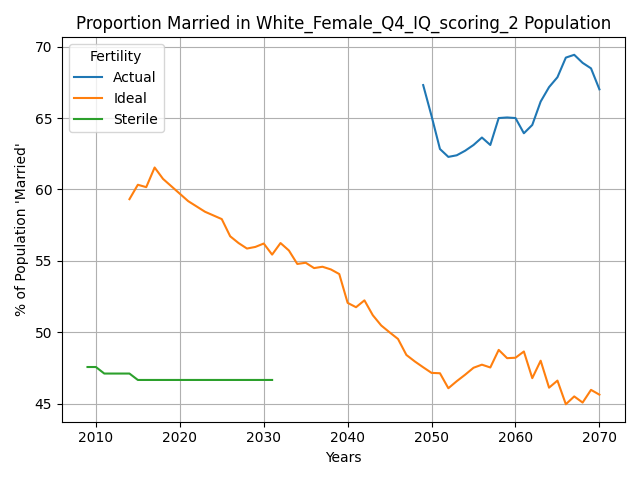 Proportion Married in White_Female_Q4_IQ_scoring_2 Population
% of Population 'Married'
70
65
60
55
50
45
Fertility
Actual
Ideal
Sterile
2010 2020 2030 2040 2050 2060 2070
Years